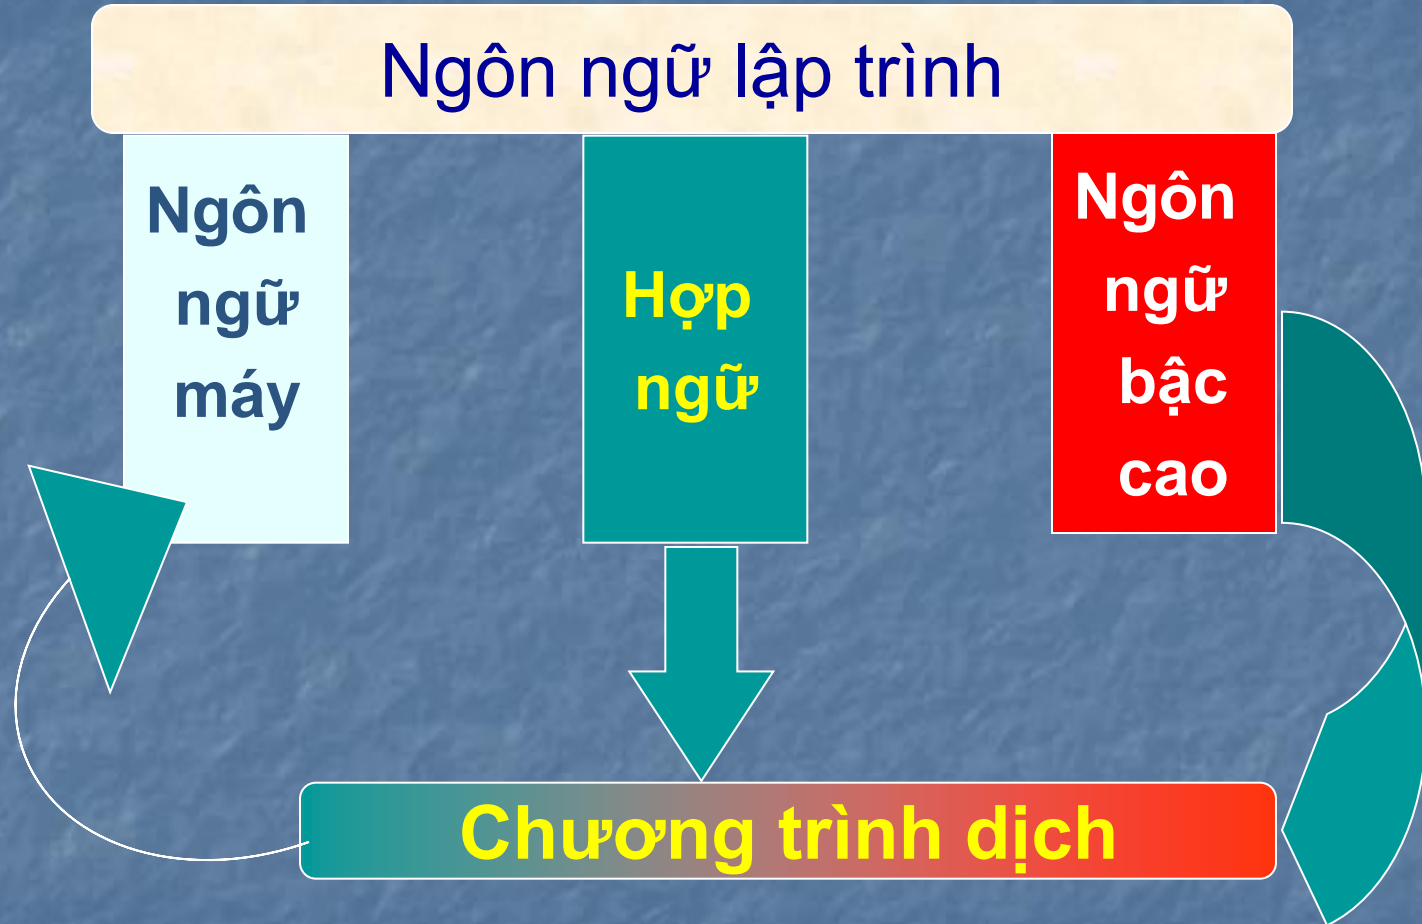 Ngôn ngữ lập trình
Ngôn
ngữ
máy
Hợp
ngữ
Ngôn
ngữ
bậc
cao
Chương trình dịch